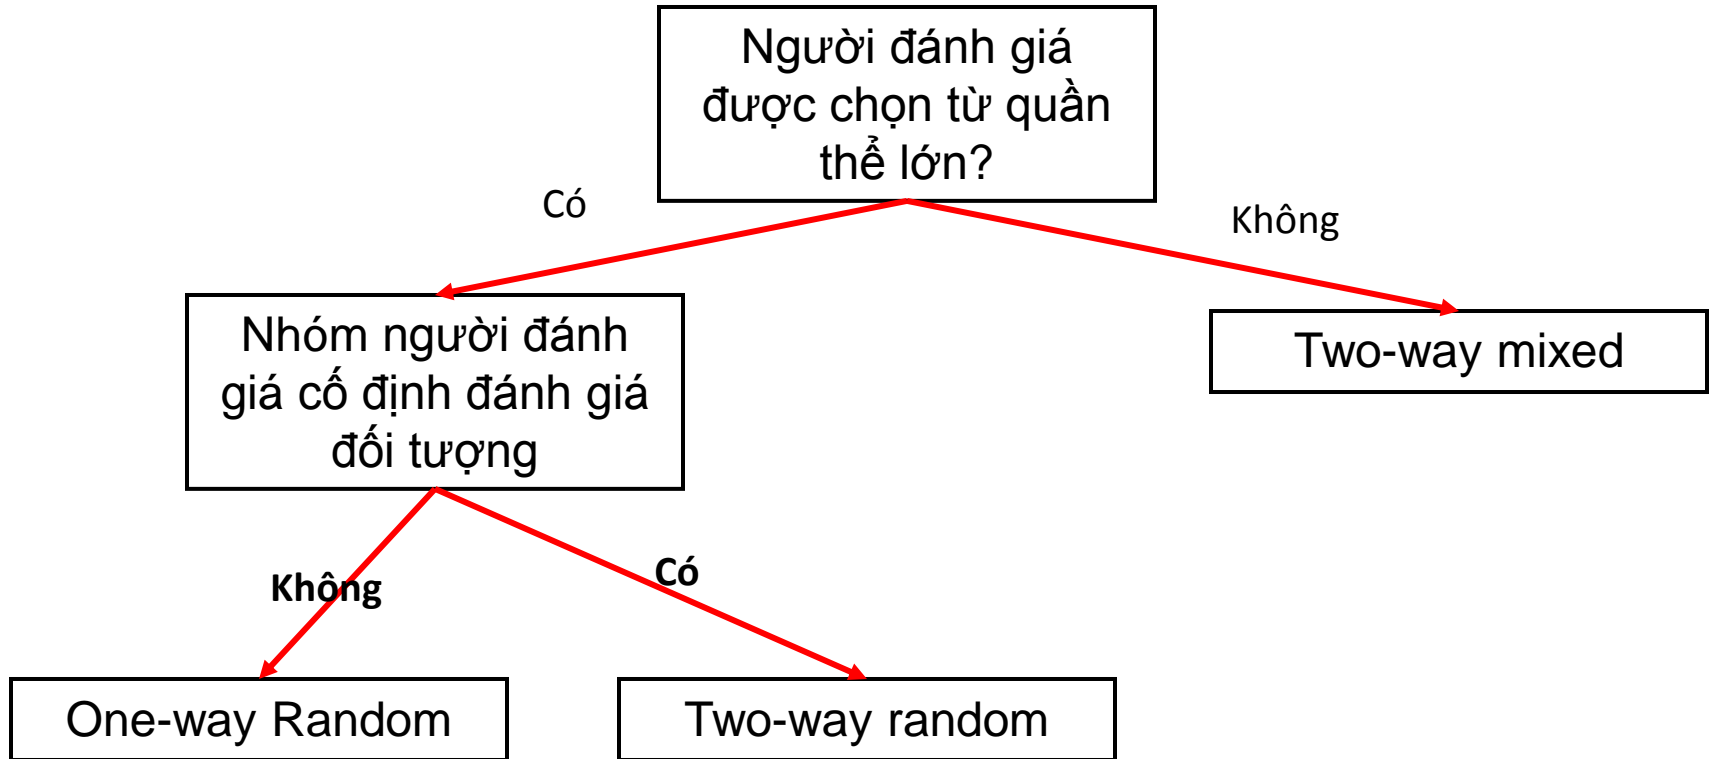 Người đánh giá
được chọn từ quần
thể lớn?
Có
Không
Nhóm người đánh
giá cố định đánh giá
đối tượng
Two-way mixed
Không
Có
One-way Random
Two-way random